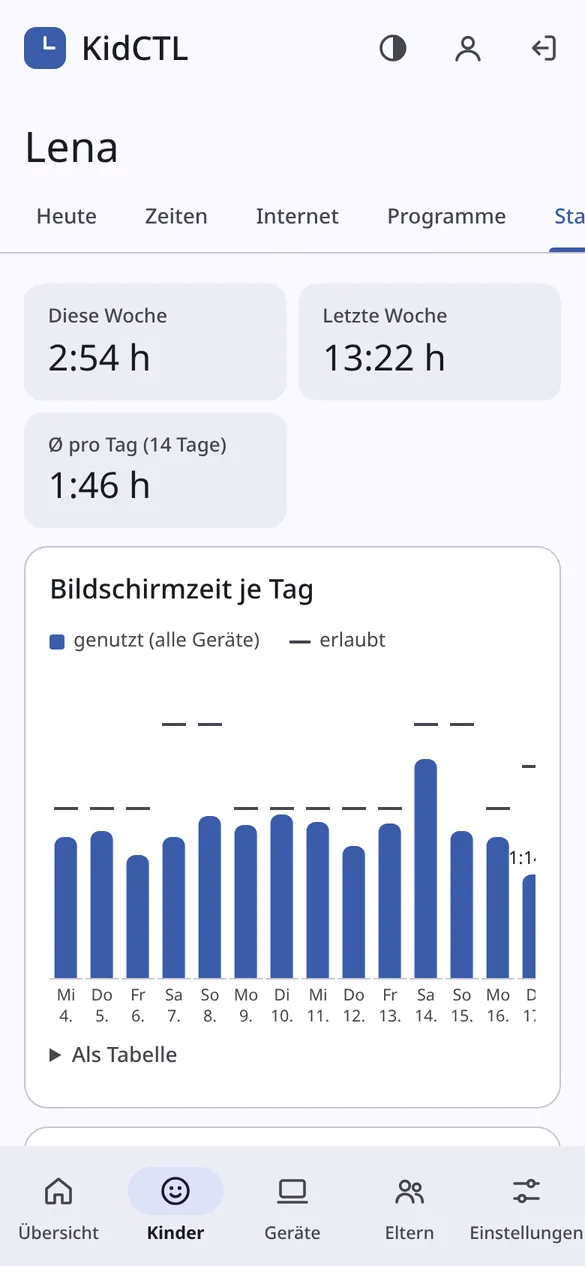 KidCTL
Lena
Heute Zeiten Internet Programme
Diese Woche
2:54 h
Letzte Woche
13:22 h
Ø pro Tag (14 Tage)
1:46 h
Bildschirmzeit je Tag
genutzt (alle Geräte) erlaubt
Mi Do Fr Sa So Mo Di Mi Do Fr Sa So Mo
4. 5. 6. 7. 8. 9. 10. 11. 12. 13. 14. 15. 16.
Als Tabelle
Übersicht Kinder Geräte Eltern Einstellungen